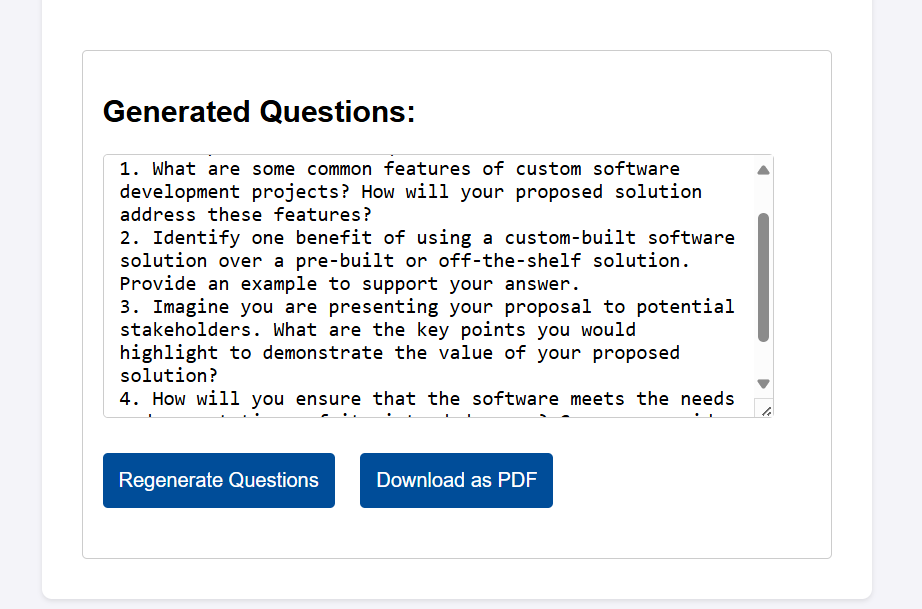 Generated Questions:
1. What are some common features of custom software
development projects? How will your proposed solution
address these features?
2. Identify one benefit of using a custom-built software
solution over a pre-built or off-the-shelf solution.
Provide an example to support your answer.
3. Imagine you are presenting your proposal to potential
stakeholders. What are the key points you would
highlight to demonstrate the value of your proposed
solution?
4. How will you ensure that the software meets the needs
Regenerate Questions
Download as PDF